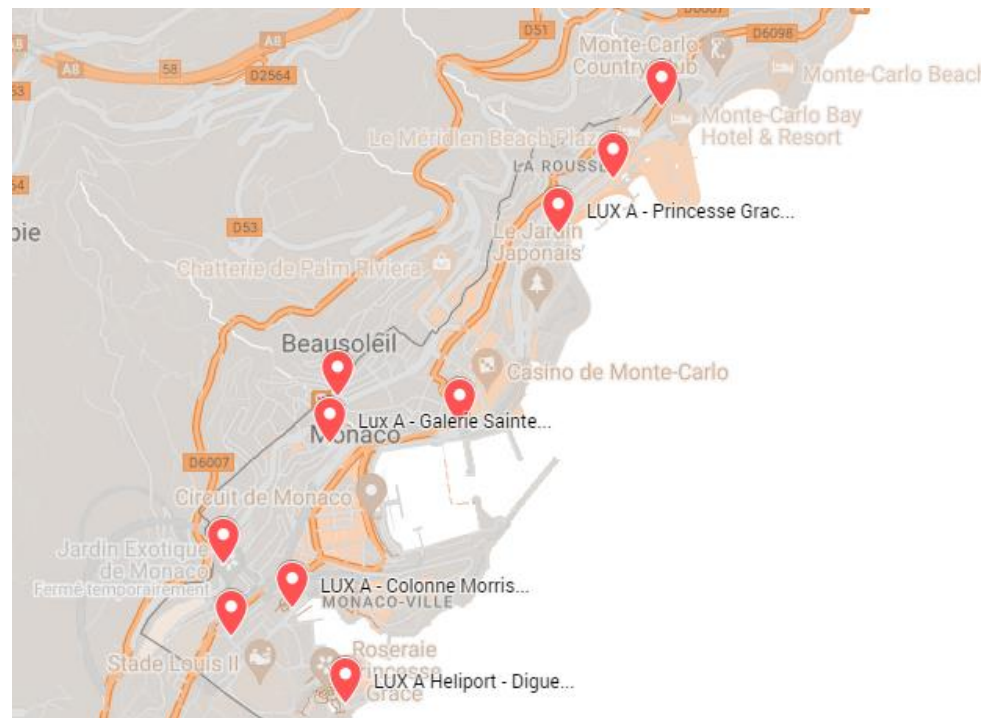 D6007
D51
D6098
A8
A8
A8
58
D2564
53
Monte-Carlo
Country Club
Monte-Carlo Beach
Monte-Carlo Bay
Hotel & Resort
Le Méridien Beach Plaza
LA ROUSSE
54
D53
LUX A - Princesse Grac...
Le Jardin
Japonais
bie
Chatterie de Palm Riviera
Beausoleil
Casino de Monte-Carlo
Lux A - Galerie Sainte...
Monaco
D6007
Circuit de Monaco
Jardin Exotique
de Monaco
Fermé temporairement
LUX A - Colonne Morris...
MONACO-VILLE
Stade Louis II
Roseraie
Princesse
Grace
LUX A Heliport - Digue...